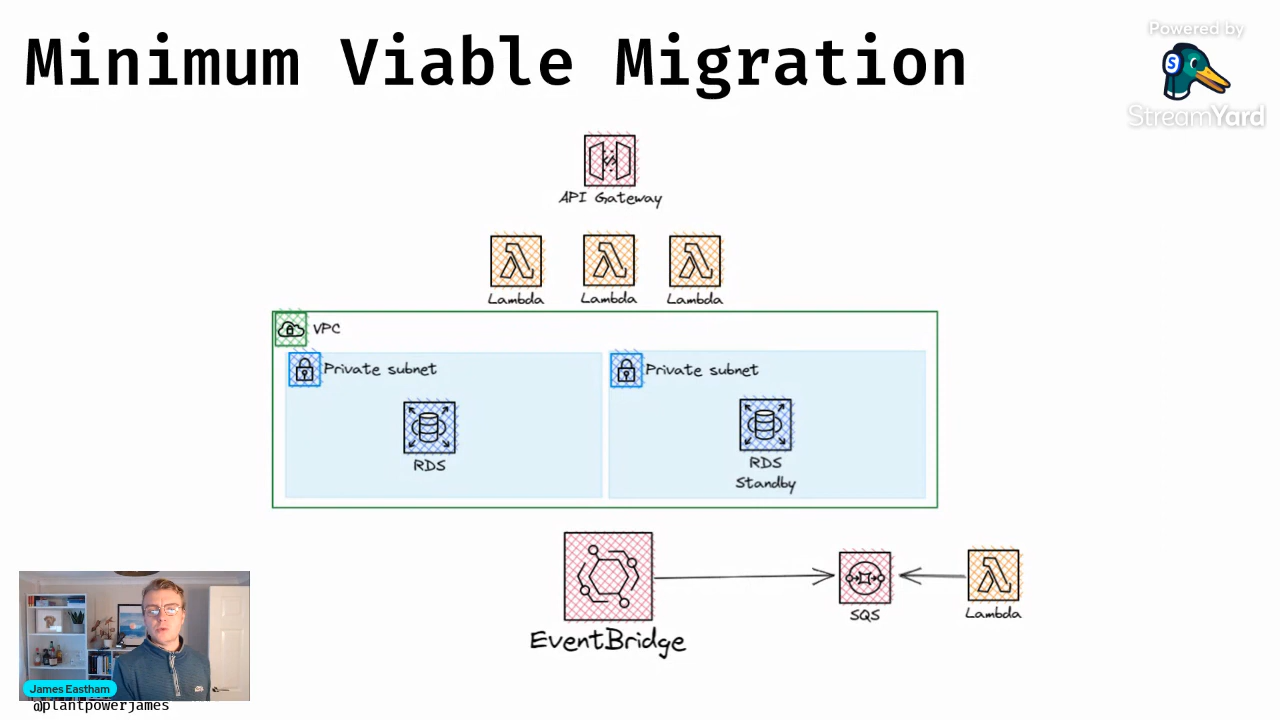 Minimum Viable Migration
Powered by
S
StreamYard
API Gateway
Lambda
Lambda
Lambda
VPC
Private subnet
Private subnet
RDS
RDS
Standby
EventBridge
SQS
Lambda
James Eastham
@plantpowerjames